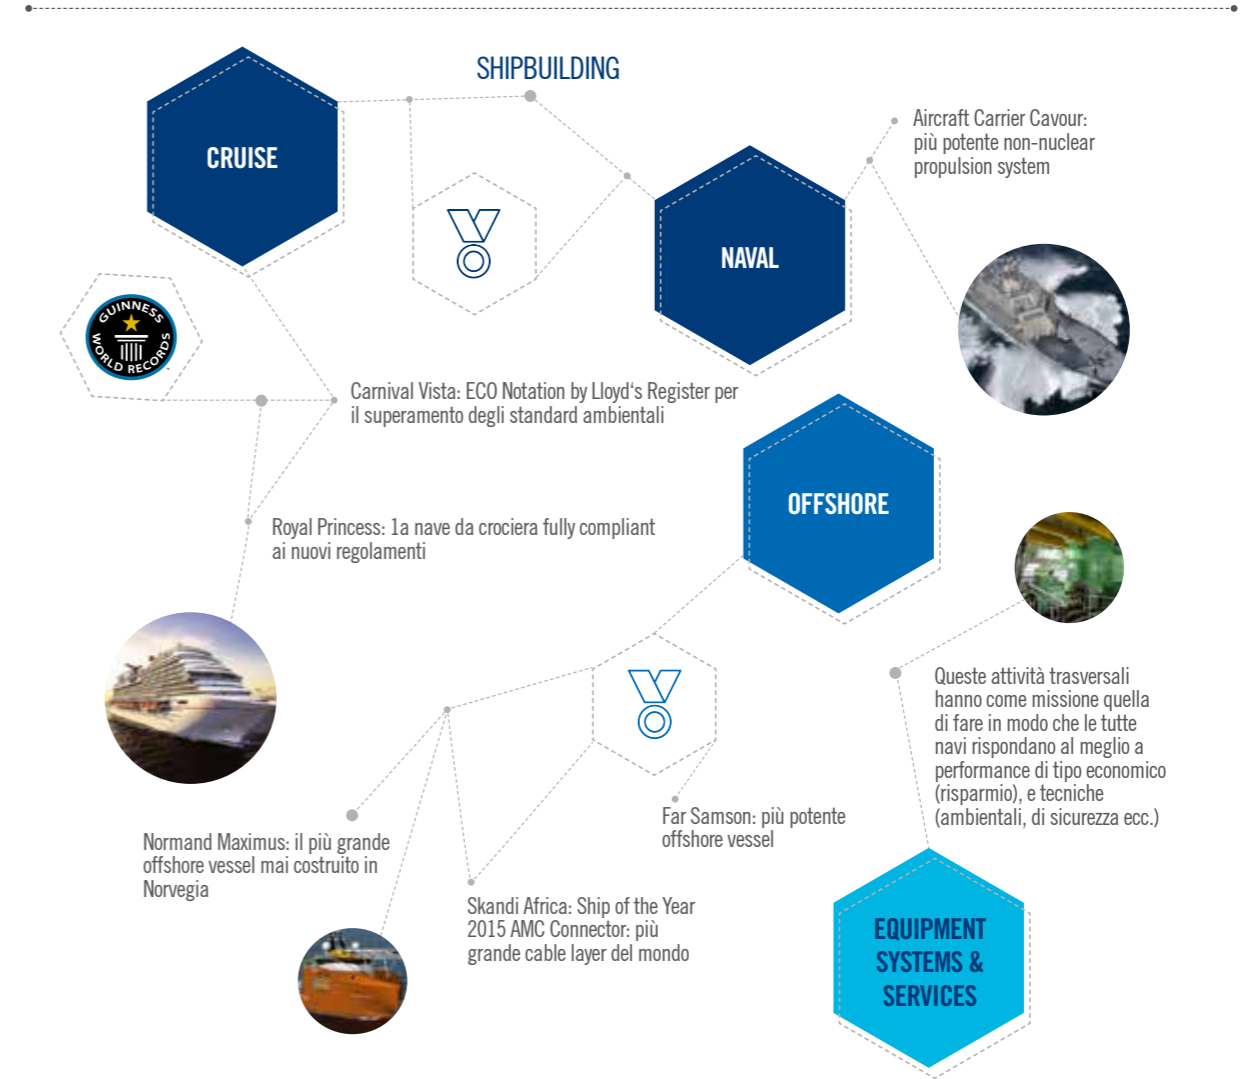 SHIPBUILDING
CRUISE
Aircraft Carrier Cavour:
più potente non-nuclear
propulsion system
NAVAL
GUINNESS
WORLD RECORDS
Carnival Vista: ECO Notation by Lloyd‘s Register per
il superamento degli standard ambientali
OFFSHORE
Royal Princess: 1a nave da crociera fully compliant
ai nuovi regolamenti
Queste attività trasversali
hanno come missione quella
di fare in modo che le tutte
navi rispondano al meglio a
performance di tipo economico
(risparmio), e tecniche
(ambientali, di sicurezza ecc.)
Far Samson: più potente
offshore vessel
Normand Maximus: il più grande
offshore vessel mai costruito in
Norvegia
Skandi Africa: Ship of the Year
2015 AMC Connector: più
grande cable layer del mondo
EQUIPMENT
SYSTEMS &
SERVICES